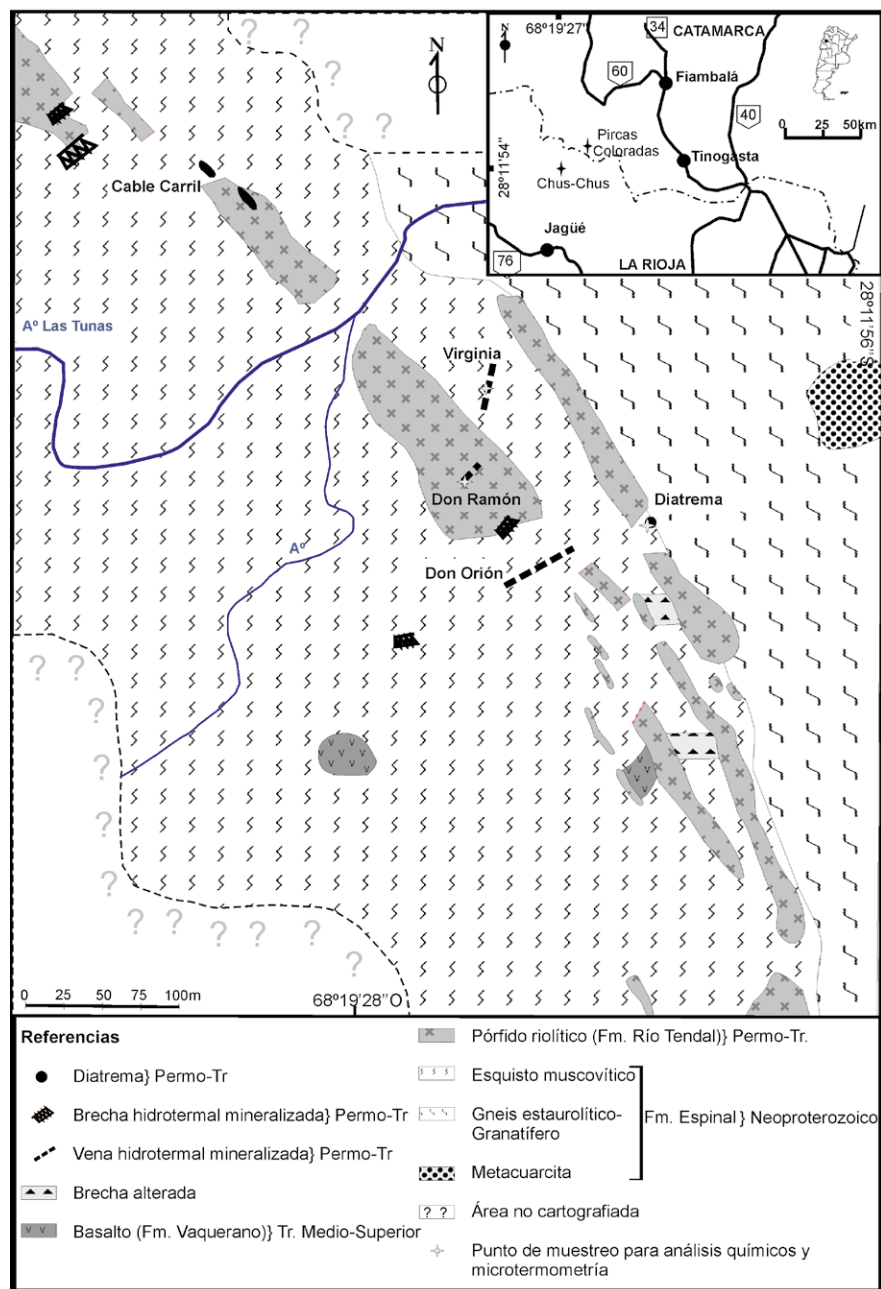 N
68º19'27"
34
CATAMARCA
60
Fiambalá
40
0 25 50km
Pircas
Coloradas
Tinogasta
28º11'54
Chus-Chus
Jagüé
76
LA RIOJA
28º11'56"S
Cable Carril
Aº Las Tunas
Virginia
Don Ramón
Diatrema
Aº
Don Orión
0 25 50 100m
68º19'28"O
Referencias
Diatrema} Permo-Tr
Brecha hidrotermal mineralizada} Permo-Tr
Vena hidrotermal mineralizada} Permo-Tr
Brecha alterada
Basalto (Fm. Vaquerano)} Tr. Medio-Superior
Pórfido riolítico (Fm. Río Tendal)} Permo-Tr.
Esquisto muscovítico
Gneis estaurolítico-
Granatífero
Fm. Espinal } Neoproterozoico
Metacuarcita
? ?
Área no cartografiada
Punto de muestreo para análisis químicos y
microtermometría